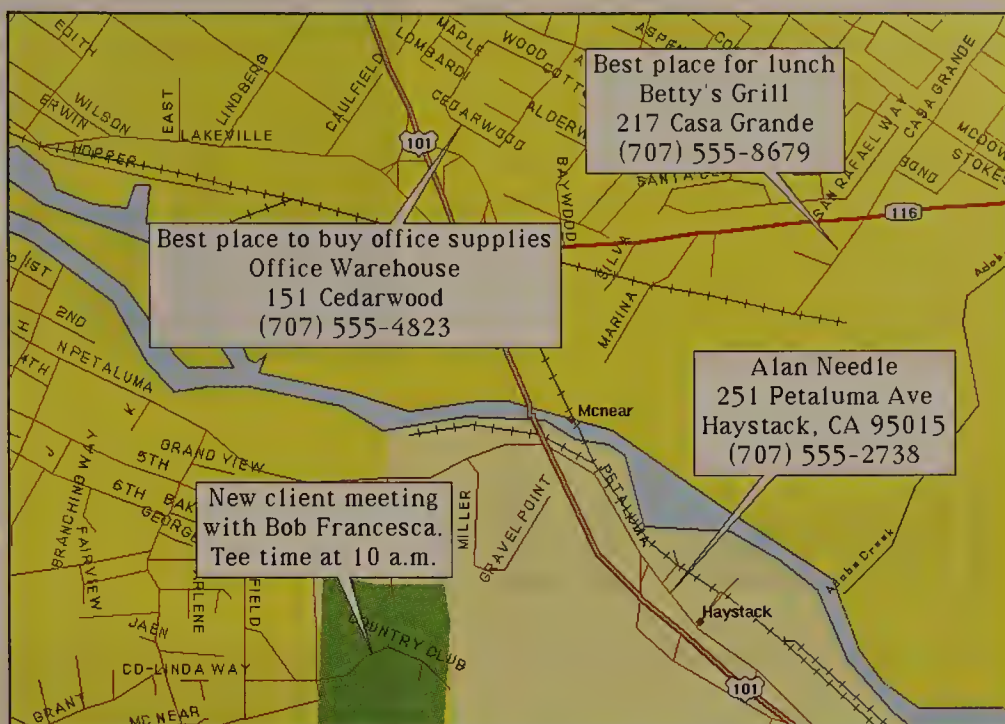 EDITH
ERWIN
WILSON
EAST
LINDBERG
LAKEVILLE
HOPPER
CAULFIELD
MAPLE
LOMBARDI
WOOD
CEDARWOOD
101
BAYWOOD
Best place for lunch
Betty's Grill
217 Casa Grande
(707) 555-8679
SAN RAFAEL WAY
CASA GRANDE
STOKES
BOND
116
Best place to buy office supplies
Office Warehouse
151 Cedarwood
(707) 555-4823
SILVA
MARINA
1ST
2ND
H
4TH
N PETALUMA
K
J
GRAND VIEW
5TH
6TH
BRANCHING WAY
FAIRVIEW
Mcnear
PETALUMA
Alan Needle
251 Petaluma Ave
Haystack, CA 95015
(707) 555-2738
New client meeting
with Bob Francesca.
Tee time at 10 a.m.
MILLER
GRAVEL POINT
Adobe Creek
Haystack
JAEN
CO-LINDA WAY
COUNTRY CLUB
GRANT
MC NEAR
101